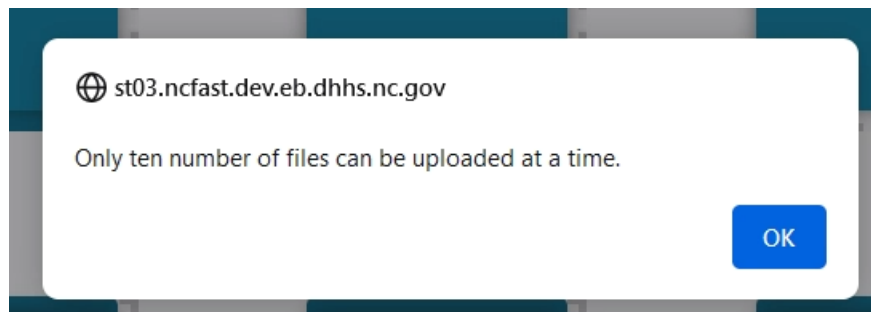 st03.ncfast.dev.eb.dhhs.nc.gov
Only ten number of files can be uploaded at a time.
OK